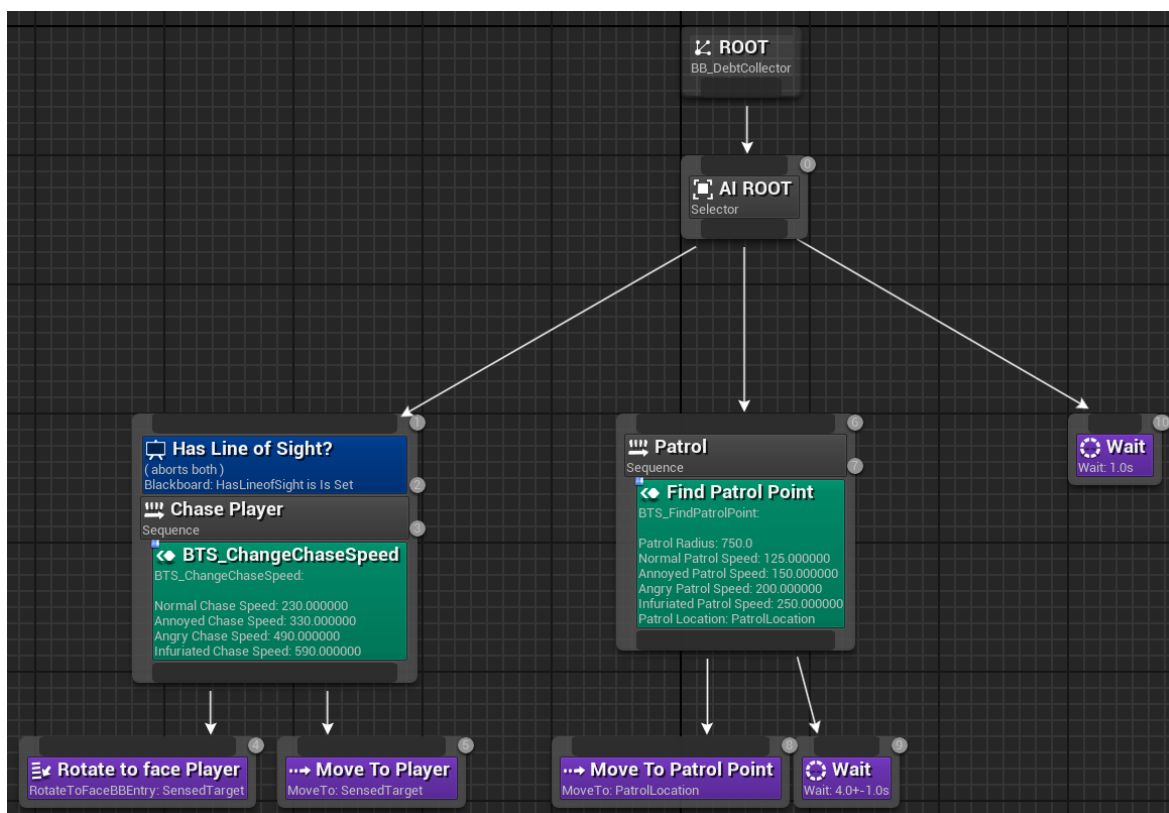 ROOT
BB_DebtCollector
0
AI ROOT
Selector
1
Has Line of Sight?
( aborts both )
Blackboard: HasLineofSight is Is Set
2
Chase Player
Sequence
3
BTS_ChangeChaseSpeed
BTS_ChangeChaseSpeed:
Normal Chase Speed: 230.000000
Annoyed Chase Speed: 330.000000
Angry Chase Speed: 490.000000
Infuriated Chase Speed: 590.000000
6
Patrol
Sequence
7
Find Patrol Point
BTS_FindPatrolPoint:
Patrol Radius: 750.0
Normal Patrol Speed: 125.000000
Annoyed Patrol Speed: 150.000000
Angry Patrol Speed: 200.000000
Infuriated Patrol Speed: 250.000000
Patrol Location: PatrolLocation
10
Wait
Wait: 1.0s
4
Rotate to face Player
RotateToFaceBBEntry: SensedTarget
5
Move To Player
MoveTo: SensedTarget
8
Move To Patrol Point
MoveTo: PatrolLocation
9
Wait
Wait: 4.0+-1.0s